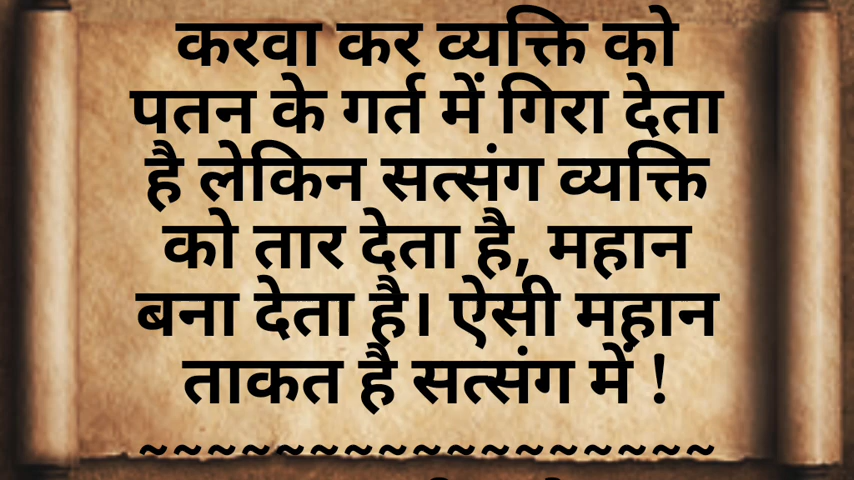 करवा कर व्यक्ति को
पतन के गर्त में गिरा देता
है लेकिन सत्संग व्यक्ति
को तार देता है, महान
बना देता है। ऐसी महान
ताकत है सत्संग में !
~~~~~~~~~~~~~~~~~